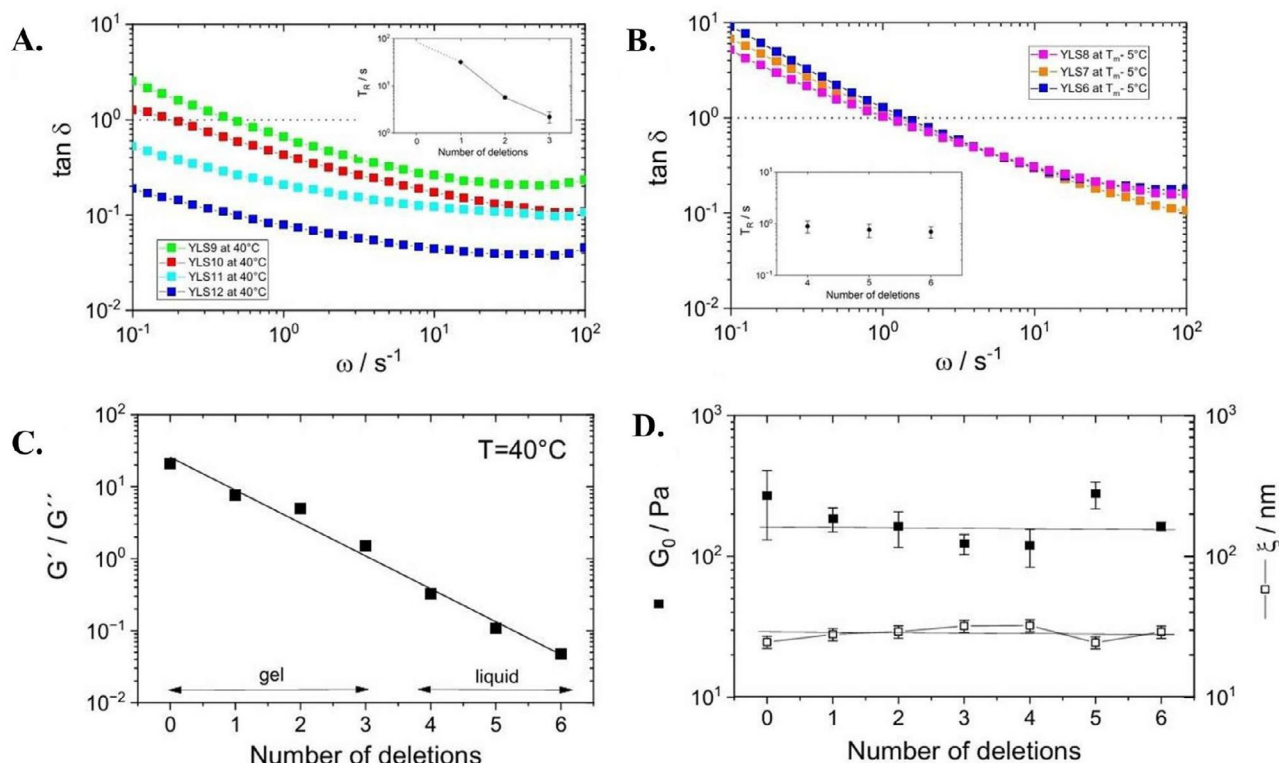 A.
tan δ
10^1
10^0
10^-1
10^-2
10^-1 10^0 10^1 10^2
ω / s^-1
YLS9 at 40°C
YLS10 at 40°C
YLS11 at 40°C
YLS12 at 40°C
T_R / s
10^2
10^1
10^0
0 1 2 3
Number of deletions
B.
tan δ
10^1
10^0
10^-1
10^-2
10^-1 10^0 10^1 10^2
ω / s^-1
YLS8 at T_m- 5°C
YLS7 at T_m- 5°C
YLS6 at T_m- 5°C
T_R / s
10^1
10^0
10^-1
4 5 6
Number of deletions
C.
G´ / G´´
10^2
10^1
10^0
10^-1
10^-2
T=40°C
gel
liquid
0 1 2 3 4 5 6
Number of deletions
D.
G_0 / Pa
10^3
10^2
10^1
0 1 2 3 4 5 6
Number of deletions
10^3
10^2
10^1
ξ / nm